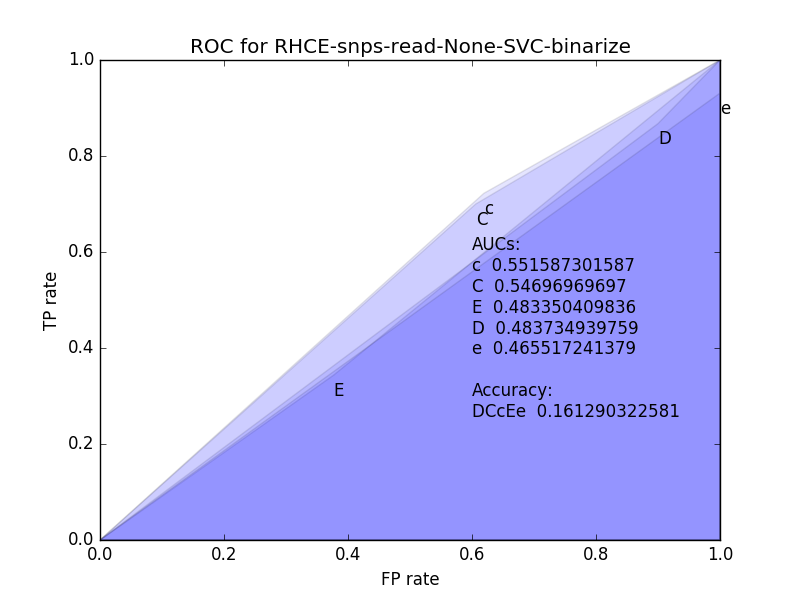 ROC for RHCE-snps-read-None-SVC-binarize
1.0
0.8
0.6
0.4
0.2
0.0
TP rate
e
D
c
C
E
AUCs:
c 0.551587301587
C 0.54696969697
E 0.483350409836
D 0.483734939759
e 0.465517241379
Accuracy:
DCcEe 0.161290322581
0.0 0.2 0.4 0.6 0.8 1.0
FP rate